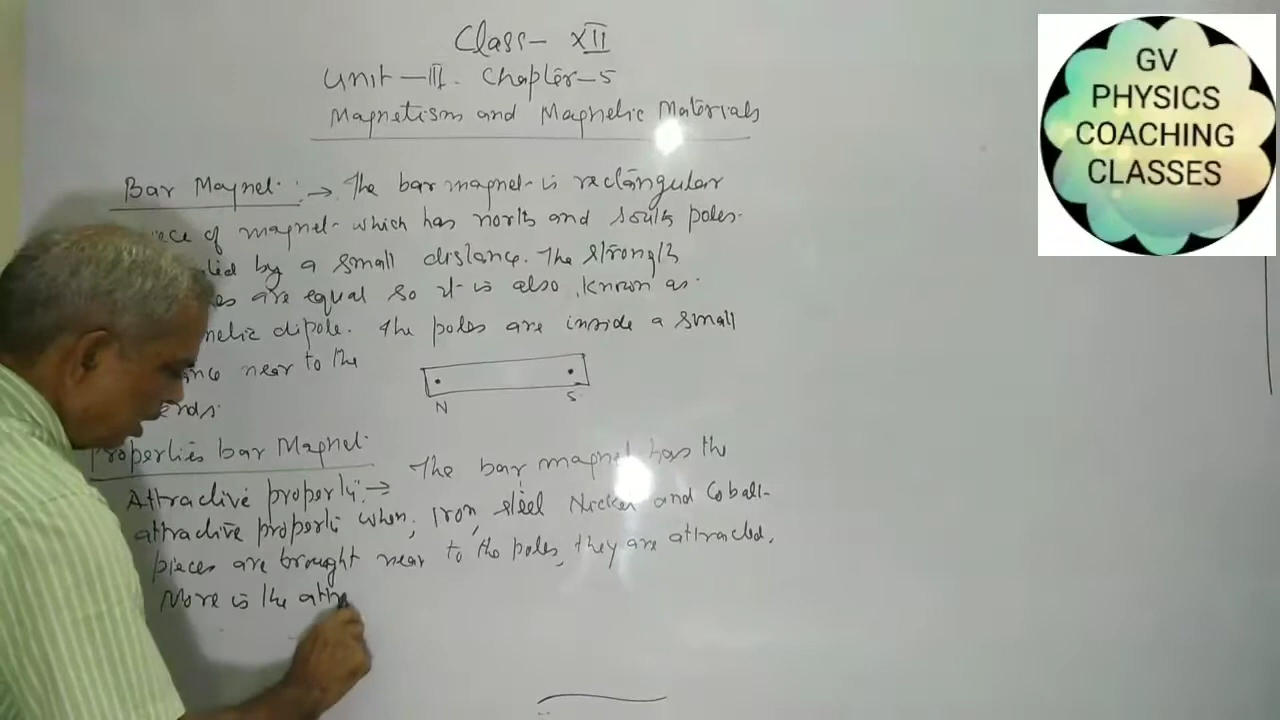 Class- XII
Unit-III. Chapter-5
Magnetism and Magnetic Materials
Bar Magnet :→ The bar magnet is rectangular
of magnet which has north and south poles.
by a small distance. The strength
are equal so it is also known as
dipole. The poles are inside a small
near to the
ends.
N S
Properties bar Magnet
Attractive property :→ The bar magnet has the
attractive property when, Iron, steel Nickel and Cobalt
pieces are brought near to the poles, they are attracted.
More is the attra
GV
PHYSICS
COACHING
CLASSES